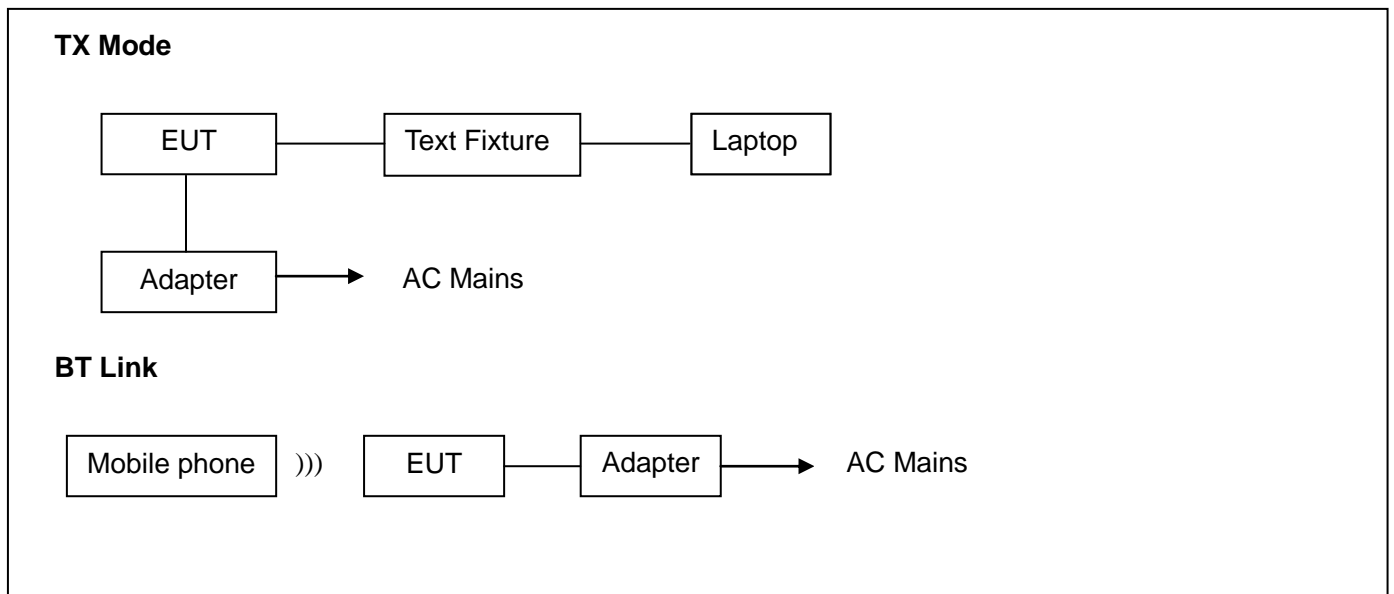 TX Mode
EUT
Text Fixture
Laptop
Adapter
AC Mains
BT Link
Mobile phone
)))
EUT
Adapter
AC Mains